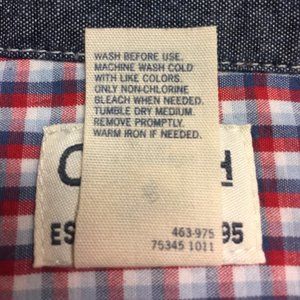 WASH BEFORE USE.
MACHINE WASH COLD
WITH LIKE COLORS.
ONLY NON-CHLORINE
BLEACH WHEN NEEDED.
TUMBLE DRY MEDIUM.
REMOVE PROMPTLY.
WARM IRON IF NEEDED.
463-975
75345 1011
95